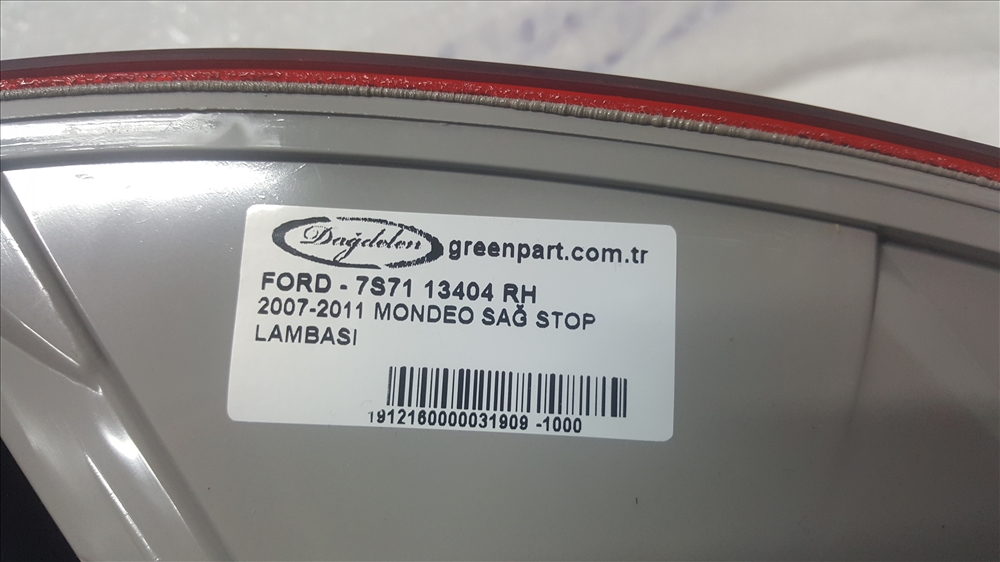 Dağdelen greenpart.com.tr
FORD - 7S71 13404 RH
2007-2011 MONDEO SAĞ STOP
LAMBASI
1912160000031909 -1000